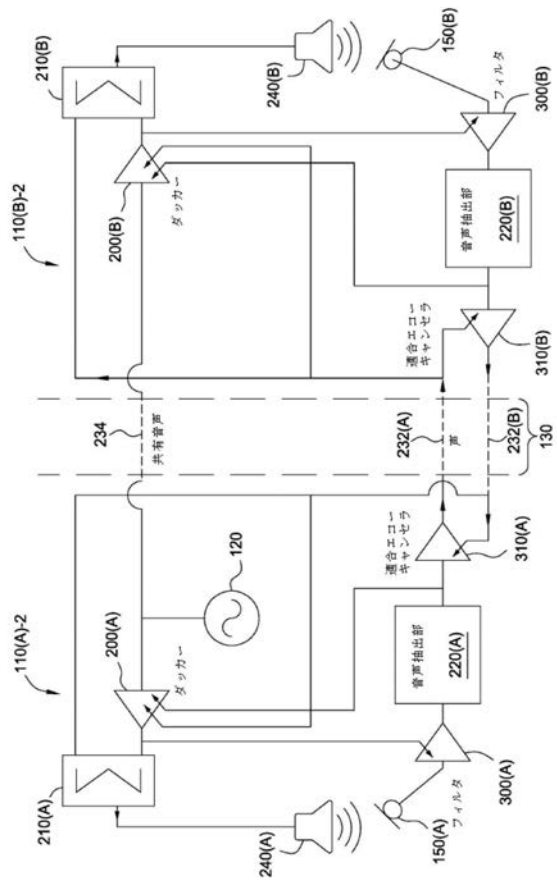 110(A)-2
110(B)-2
210(A)
200(A)
ダッカー
120
234
共有音声
200(B)
ダッカー
210(B)
240(A)
240(B)
150(A)
フィルタ
300(A)
音声抽出部
220(A)
適合エコー
キャンセラ
310(A)
232(A)
声
232(B)
130
適合エコー
キャンセラ
310(B)
音声抽出部
220(B)
150(B)
フィルタ
300(B)